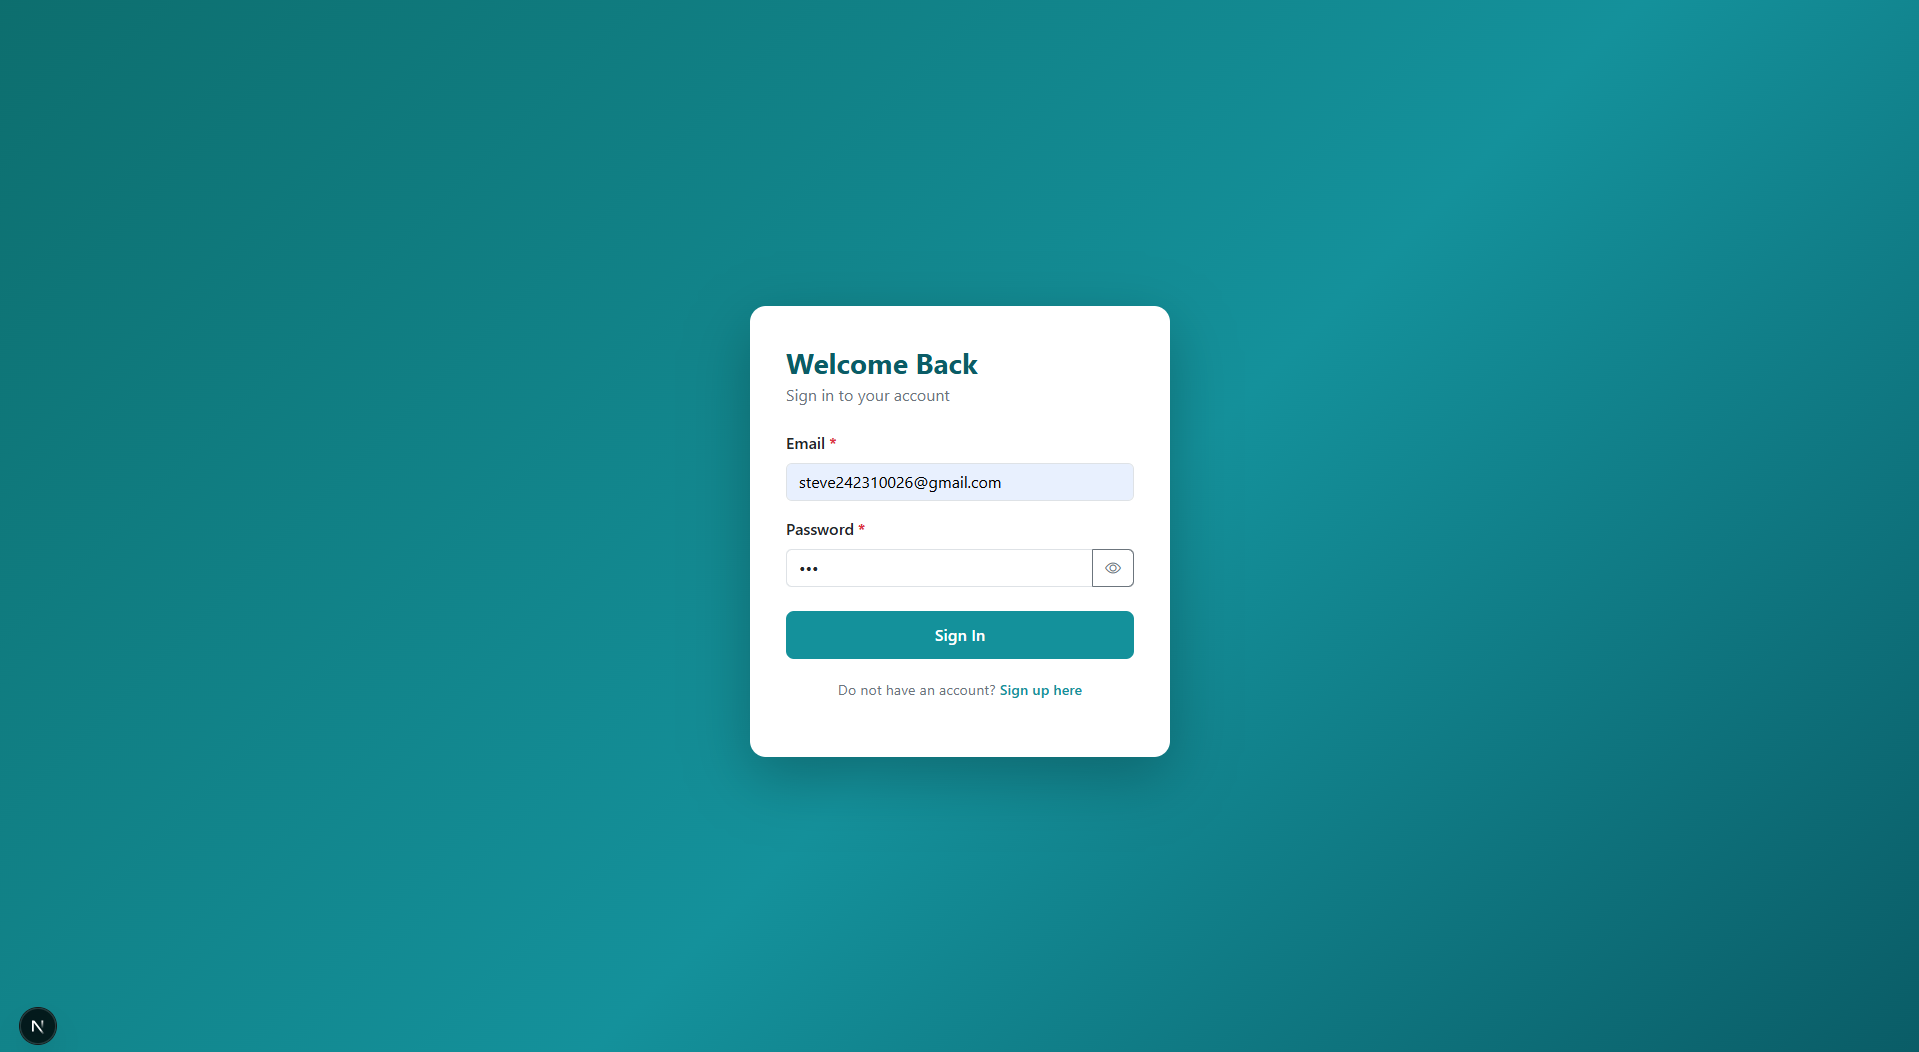 Welcome Back
Sign in to your account
Email *
steve242310026@gmail.com
Password *
•••
Sign In
Do not have an account? Sign up here
N